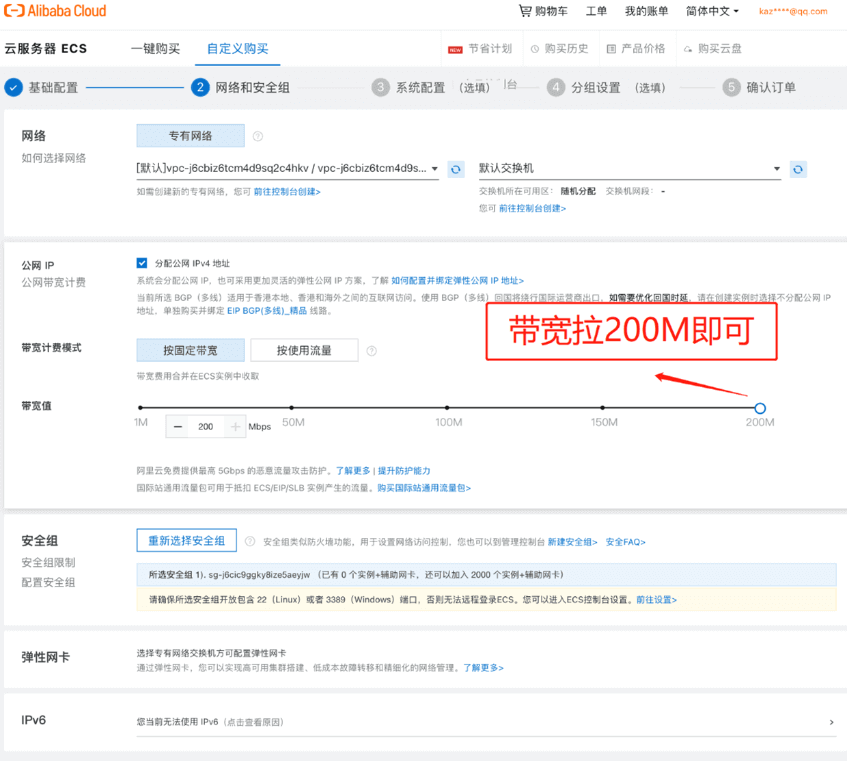 Alibaba Cloud 购物车 工单 我的账单 简体中文 kaz****@qq.com
云服务器 ECS 一键购买 自定义购买 NEW 节省计划 购买历史 产品价格 购买云盘
基础配置 2 网络和安全组 3 系统配置 (选填) 台 4 分组设置 (选填) 5 确认订单
网络 专有网络
如何选择网络
[默认]vpc-j6cbiz6tcm4d9sq2c4hkv / vpc-j6cbiz6tcm4d9s... 默认交换机
如需创建新的专有网络，您可 前往控制台创建> 交换机所在可用区： 随机分配 交换机网段： -
您可 前往控制台创建>
公网 IP 分配公网 IPv4 地址
公网带宽计费 系统会分配公网 IP，也可采用更加灵活的弹性公网 IP 方案，了解 如何配置并绑定弹性公网 IP 地址>
当前所选 BGP（多线）适用于香港本地、香港和海外之间的互联网访问。使用 BGP（多线）回国将绕行国际运营商出口，如需要优化回国时延，请在创建实例时选择不分配公网 IP
地址，单独购买并绑定 EIP BGP(多线)_精品 线路。
带宽拉200M即可
带宽计费模式 按固定带宽 按使用流量
带宽费用合并在ECS实例中收取
带宽值
1M 50M 100M 150M 200M
− 200 + Mbps
阿里云免费提供最高 5Gbps 的恶意流量攻击防护。了解更多 | 提升防护能力
国际站通用流量包可用于抵扣 ECS/EIP/SLB 实例产生的流量。购买国际站通用流量包>
安全组 重新选择安全组 安全组类似防火墙功能，用于设置网络访问控制，您也可以到管理控制台 新建安全组> 安全FAQ>
安全组限制
配置安全组
所选安全组 1). sg-j6cic9ggky8ize5aeyjw （已有 0 个实例+辅助网卡，还可以加入 2000 个实例+辅助网卡）
请确保所选安全组开放包含 22（Linux）或者 3389（Windows）端口，否则无法远程登录ECS。您可以进入ECS控制台设置。前往设置>
弹性网卡 选择专有网络交换机方可配置弹性网卡
通过弹性网卡，您可以实现高可用集群搭建、低成本故障转移和精细化的网络管理。了解更多>
IPv6 您当前无法使用 IPv6（点击查看原因）